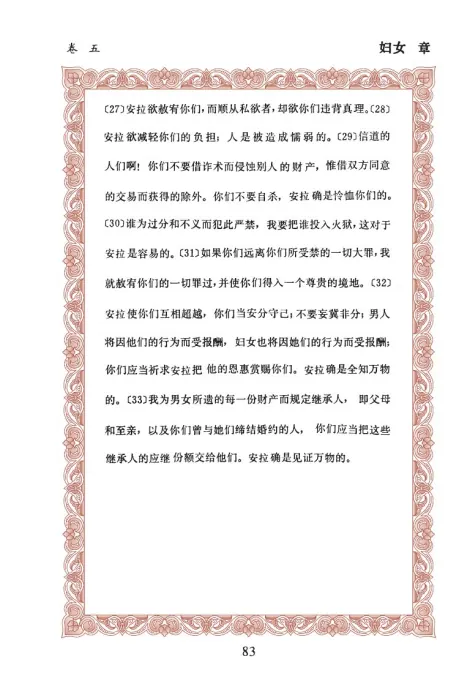 卷 五
妇女 章
(27)安拉欲赦宥你们，而顺从私欲者，却欲你们违背真理。(28)
安拉欲减轻你们的负担；人是被造成懦弱的。(29)信道的
人们啊！你们不要借诈术而侵蚀别人的财产，惟借双方同意
的交易而获得的除外。你们不要自杀，安拉确是怜恤你们的。
(30)谁为过分和不义而犯此严禁，我要把谁投入火狱，这对于
安拉是容易的。(31)如果你们远离你们所受禁的一切大罪，我
就赦宥你们的一切罪过，并使你们得入一个尊贵的境地。(32)
安拉使你们互相超越，你们当安分守己；不要妄冀非分；男人
将因他们的行为而受报酬，妇女也将因她们的行为而受报酬；
你们应当祈求安拉把他的恩惠赏赐你们。安拉确是全知万物
的。(33)我为男女所遗的每一份财产而规定继承人，即父母
和至亲，以及你们曾与她们缔结婚约的人，你们应当把这些
继承人的应继份额交给他们。安拉确是见证万物的。
83